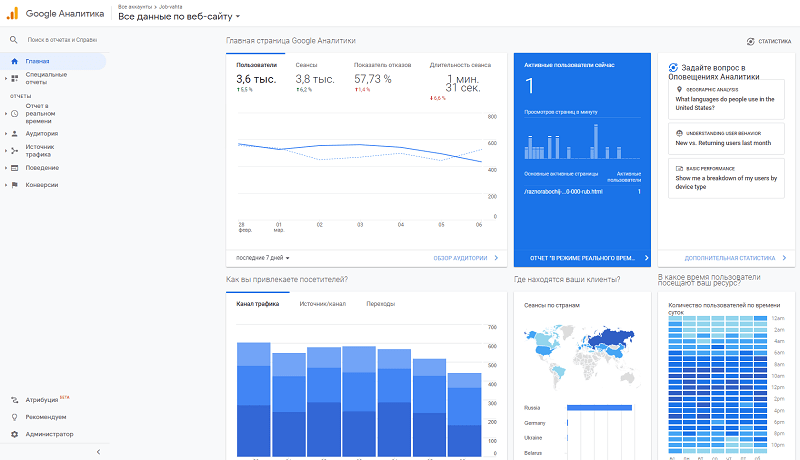 Google Аналитика
Все аккаунты > Job-vahta
Все данные по веб-сайту
Поиск в отчетах и Справке
Главная
Специальные
отчеты
ОТЧЕТЫ
Отчет в
реальном
времени
Аудитория
Источник
трафика
Поведение
Конверсии
Атрибуция БЕТА
Рекомендуем
Администратор
Главная страница Google Аналитики
СТАТИСТИКА
Пользователи
3,6 тыс.
5,5 %
Сеансы
3,8 тыс.
6,2 %
Показатель отказов
57,73 %
1,4 %
Длительность сеанса
1 мин.
31 сек.
6,6 %
800
600
400
200
0
28
февр.
01
мар.
02
03
04
05
06
последние 7 дней
ОБЗОР АУДИТОРИИ
Активные пользователи сейчас
1
Просмотров страниц в минуту
Основные активные страницы
Активные
пользователи
/raznorabochij-...0-000-rub.html
1
ОТЧЕТ "В РЕЖИМЕ РЕАЛЬНОГО ВРЕМ...
Задайте вопрос в
Оповещениях Аналитики
GEOGRAPHIC ANALYSIS
What languages do people use in the
United States?
UNDERSTANDING USER BEHAVIOR
New vs. Returning users last month
BASIC PERFORMANCE
Show me a breakdown of my users by
device type
ДОПОЛНИТЕЛЬНАЯ СТАТИСТИКА
Как вы привлекаете посетителей?
Канал трафика
Источник/канал
Переходы
700
600
500
400
300
200
100
0
Где находятся ваши клиенты?
Сеансы по странам
Russia
Germany
Ukraine
Belarus
В какое время пользователи
посещают Ваш ресурс?
Количество пользователей по времени
суток
12am
2am
4am
6am
8am
10am
12pm
2pm
4pm
6pm
8pm
10pm